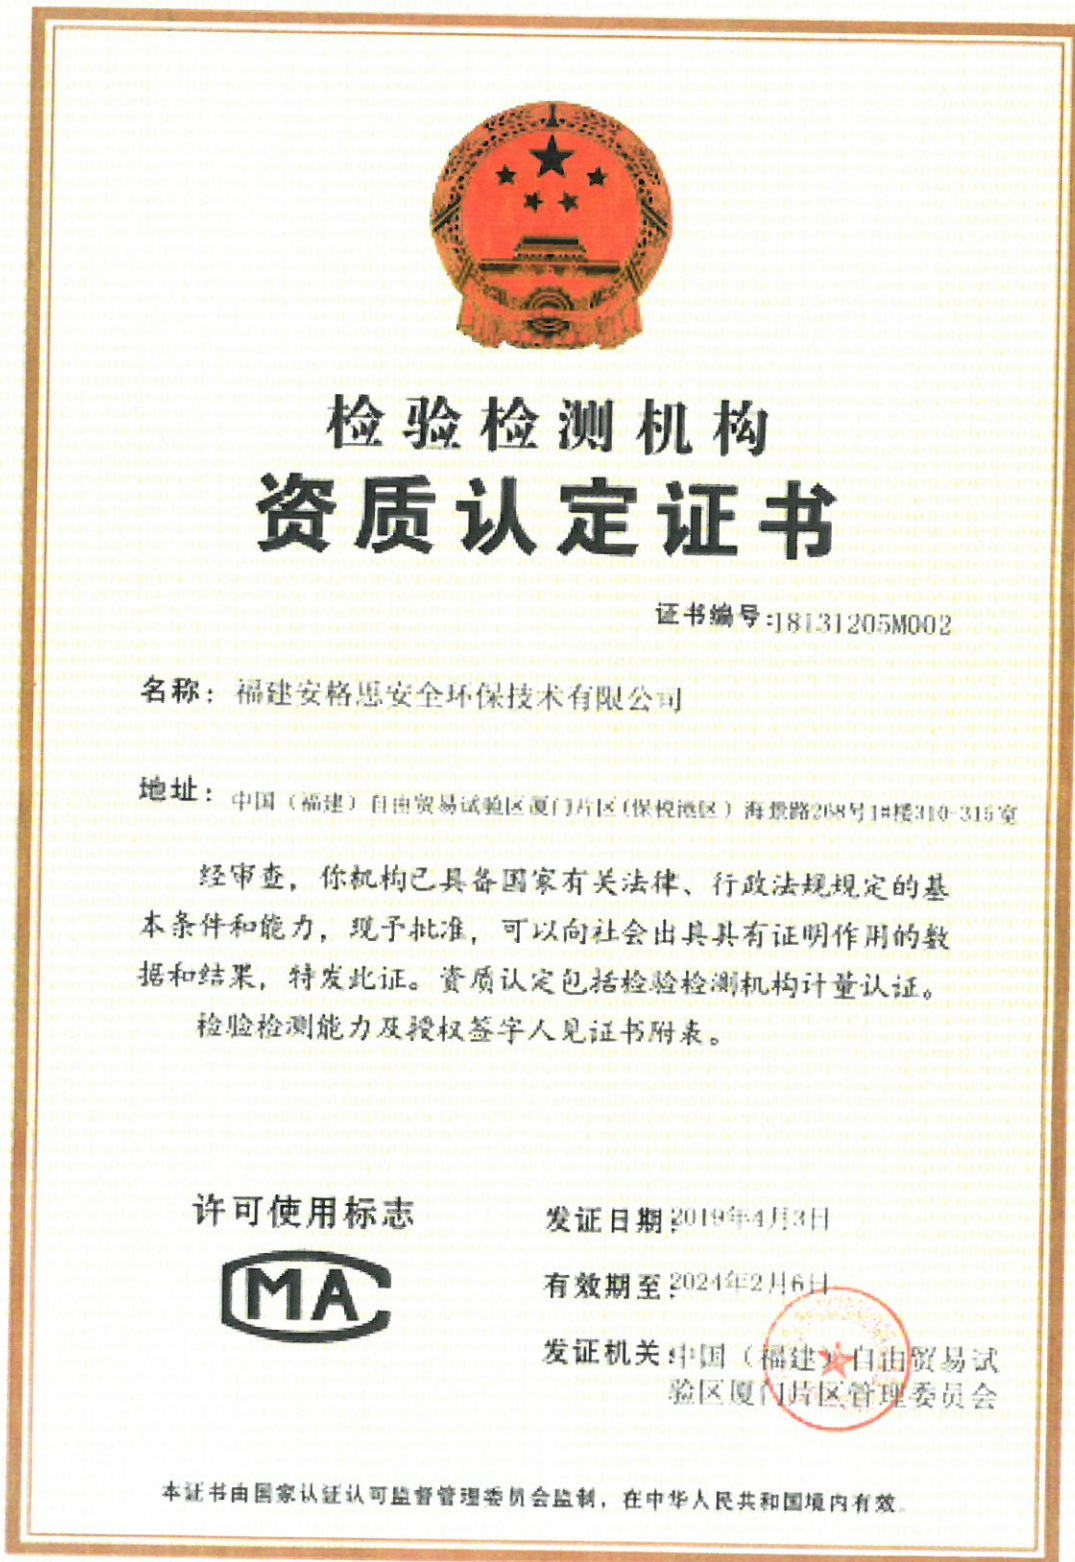 检验检测机构
资质认定证书
证书编号:18131205M002
名称：福建安格思安全环保技术有限公司
地址：中国（福建）自由贸易试验区厦门片区(保税港区）海景路268号1#楼310-315室
经审查，你机构已具备国家有关法律、行政法规规定的基
本条件和能力，现予批准，可以向社会出具具有证明作用的数
据和结果，特发此证。资质认定包括检验检测机构计量认证。
检验检测能力及授权签字人见证书附表。
许可使用标志
MA
发证日期:2019年4月3日
有效期至:2024年2月6日
发证机关:中国（福建）自由贸易试
验区厦门片区管理委员会
本证书由国家认证认可监督管理委员会监制，在中华人民共和国境内有效。